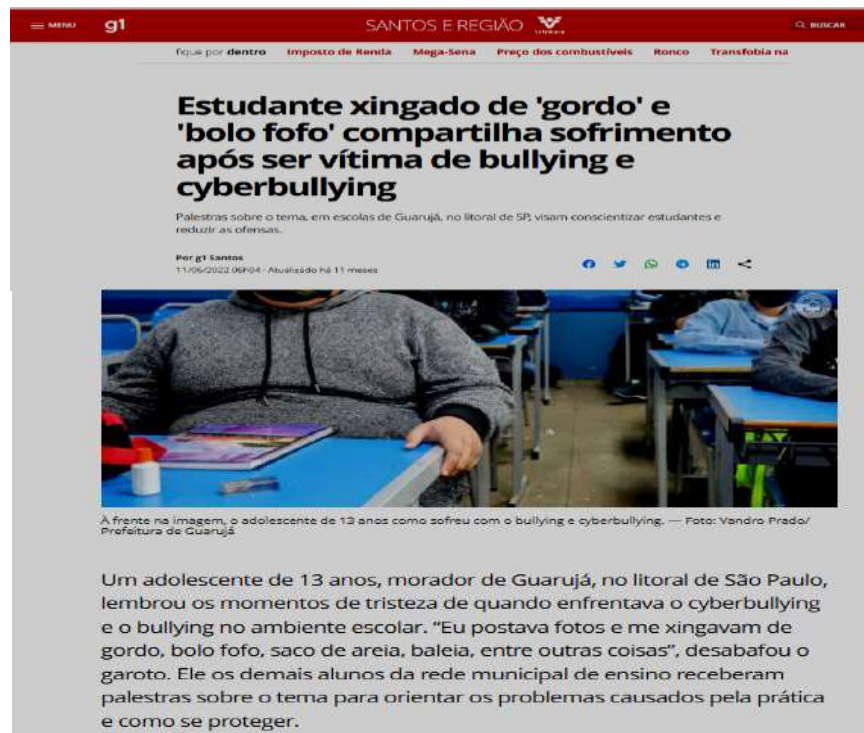 MENU g1 SANTOS E REGIÃO BUSCAR
fique por dentro Imposto de Renda Mega-Sena Preço dos combustíveis Ronco Transfobia na
Estudante xingado de 'gordo' e
'bolo fofo' compartilha sofrimento
após ser vítima de bullying e
cyberbullying
Palestras sobre o tema, em escolas de Guarujá, no litoral de SP, visam conscientizar estudantes e
reduzir as ofensas.
Por g1 Santos
11/06/2022 06h04 · Atualizado há 11 meses
À frente na imagem, o adolescente de 13 anos como sofreu com o bullying e cyberbullying. — Foto: Vandro Prado/
Prefeitura de Guarujá
Um adolescente de 13 anos, morador de Guarujá, no litoral de São Paulo,
lembrou os momentos de tristeza de quando enfrentava o cyberbullying
e o bullying no ambiente escolar. “Eu postava fotos e me xingavam de
gordo, bolo fofo, saco de areia, baleia, entre outras coisas”, desabafou o
garoto. Ele os demais alunos da rede municipal de ensino receberam
palestras sobre o tema para orientar os problemas causados pela prática
e como se proteger.